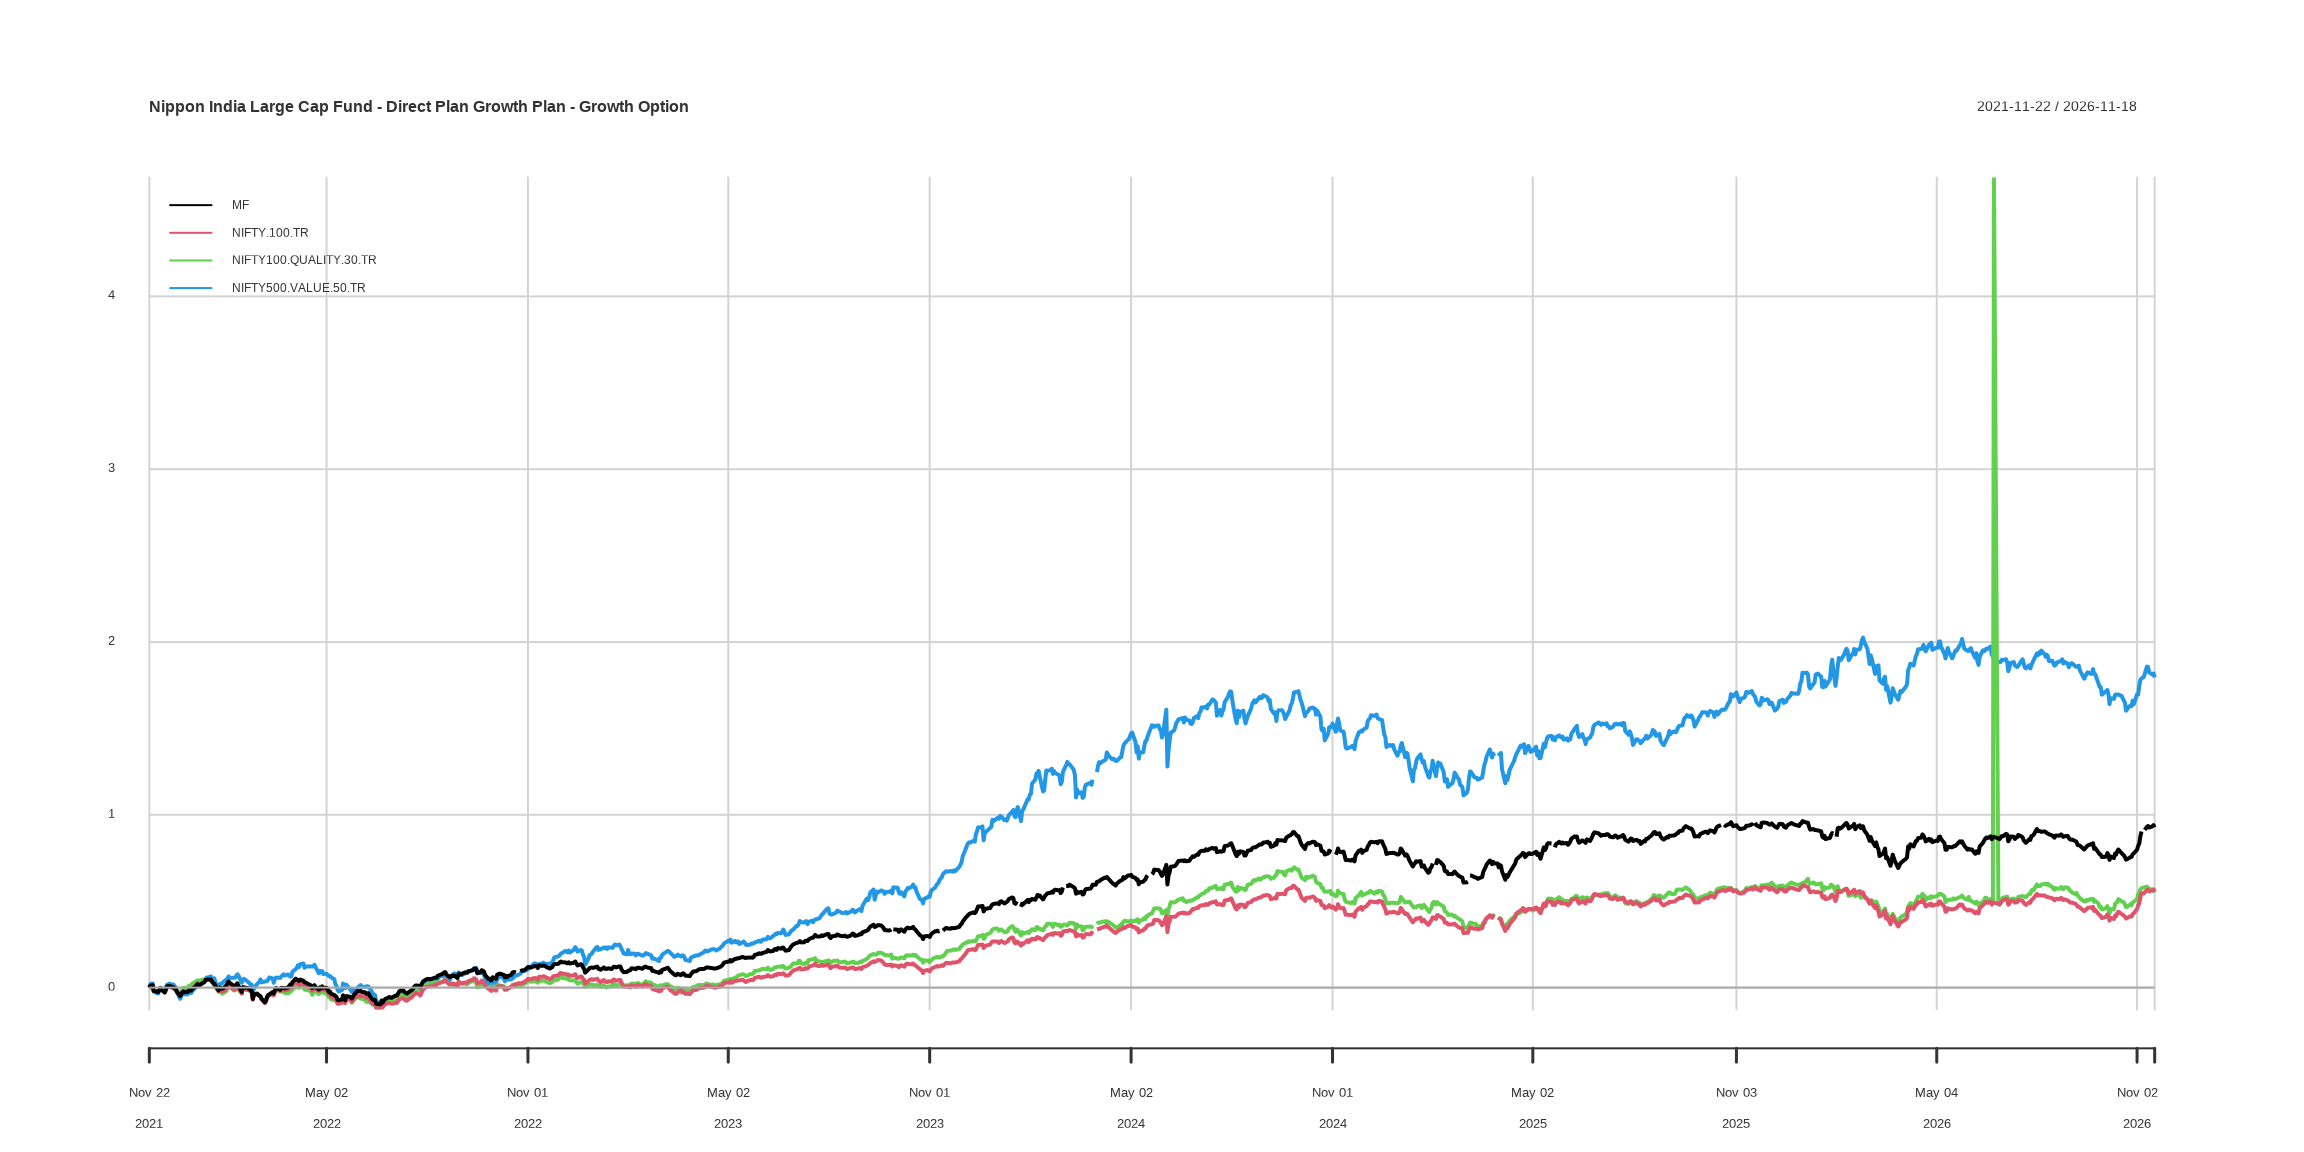 Nippon India Large Cap Fund - Direct Plan Growth Plan - Growth Option
2021-11-22 / 2026-11-18
MF
NIFTY.100.TR
NIFTY100.QUALITY.30.TR
NIFTY500.VALUE.50.TR
4
3
2
1
0
Nov 22 May 02 Nov 01 May 02 Nov 01 May 02 Nov 01 May 02 Nov 03 May 04 Nov 02
2021 2022 2022 2023 2023 2024 2024 2025 2025 2026 2026